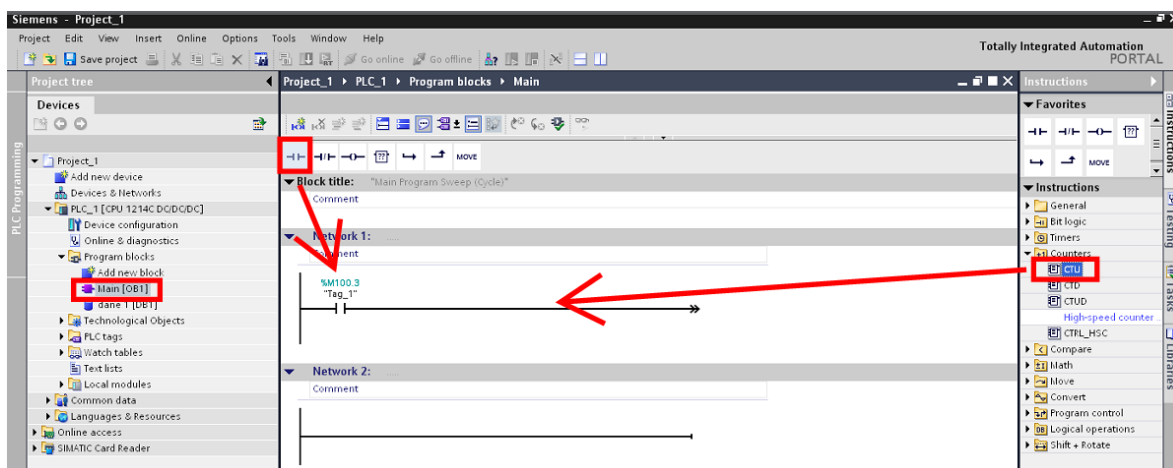 Siemens - Project_1
Project Edit View Insert Online Options Tools Window Help
Totally Integrated Automation
PORTAL
Save project
Go online
Go offline
Project tree
Project_1 PLC_1 Program blocks Main
Instructions
Devices
Favorites
MOVE
MOVE
PLC Programming
Project_1
Add new device
Devices & Networks
PLC_1 [CPU 1214C DC/DC/DC]
Device configuration
Online & diagnostics
Program blocks
Add new block
Main [OB1]
dane 1 [DB1]
Technological Objects
PLC tags
Watch tables
Text lists
Local modules
Common data
Languages & Resources
Online access
SIMATIC Card Reader
Block title: "Main Program Sweep (Cycle)"
Comment
Network 1: .....
Comment
%M100.3
"Tag_1"
Network 2: .....
Comment
Instructions
General
Bit logic
Timers
Counters
CTU
CTD
CTUD
High-speed counter
CTRL_HSC
Compare
Math
Move
Convert
Program control
Logical operations
Shift + Rotate
Instructions
Testing
Tasks
Libraries